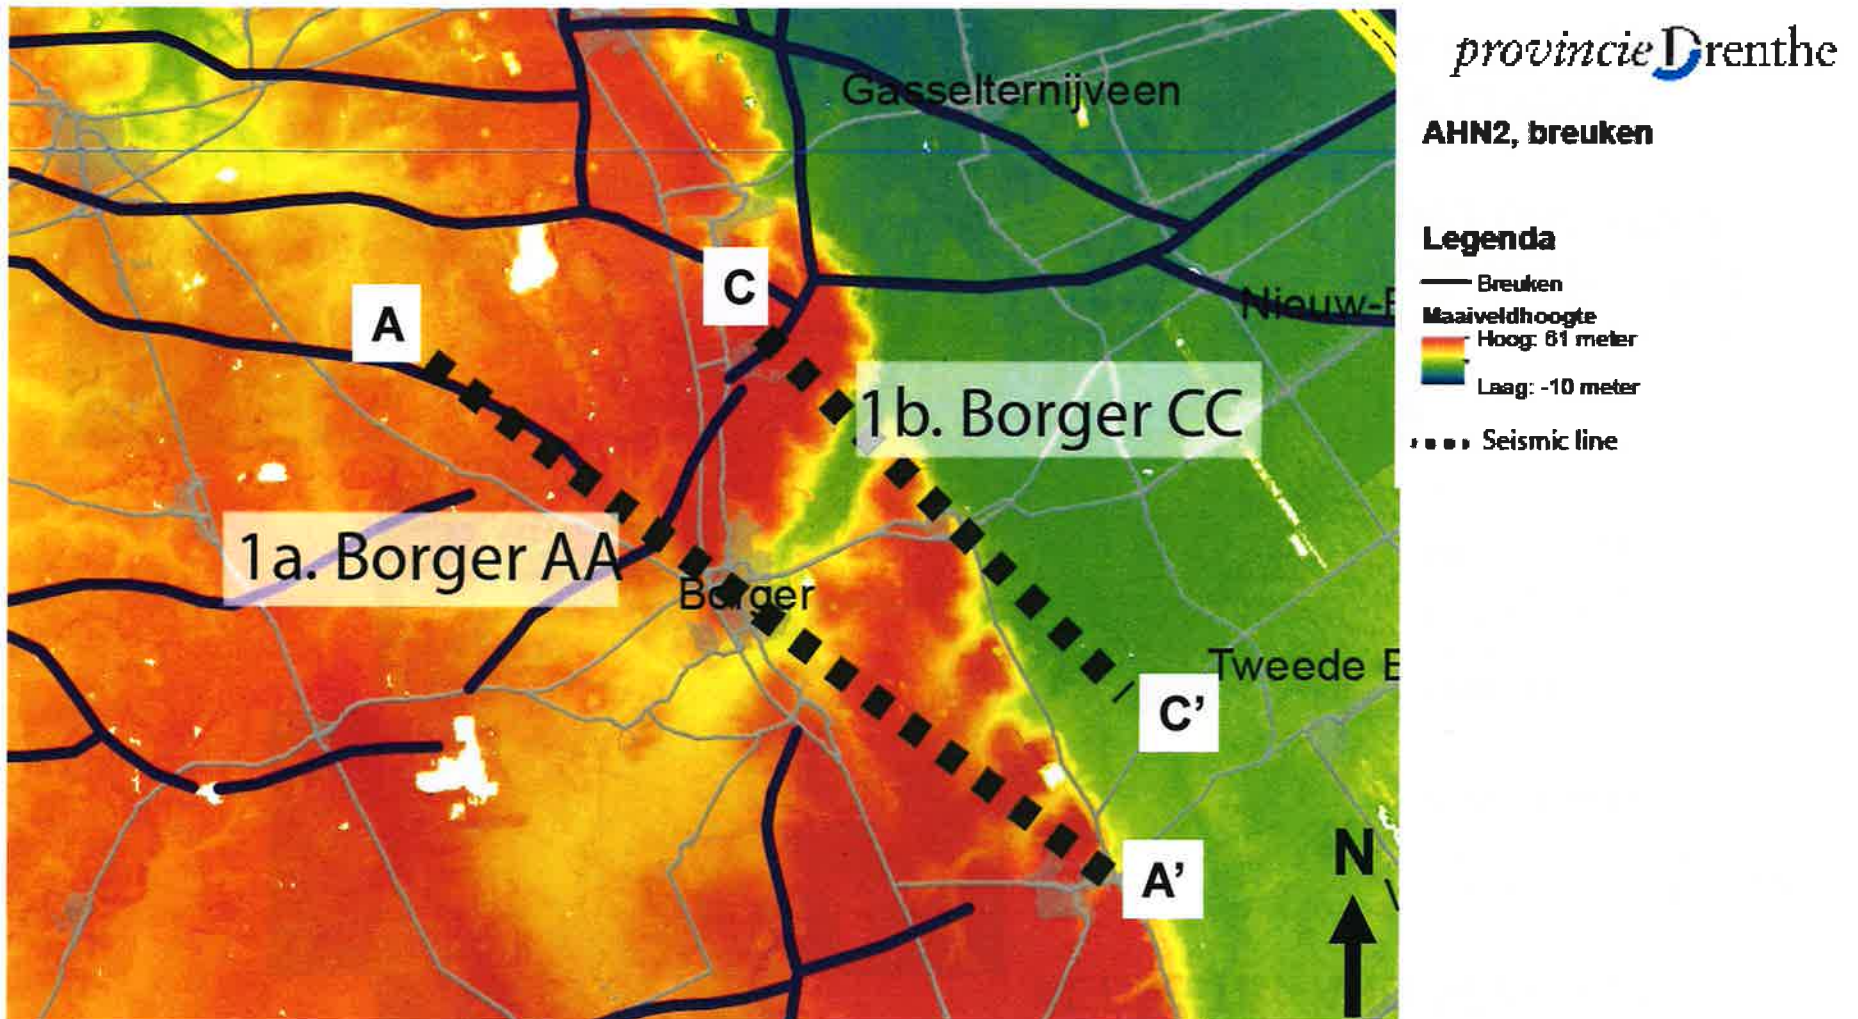 provincie Drenthe
Gasselternijveen
AHN2, breuken
Legenda
Breuken
Maaiveldhoogte
Hoog: 61 meter
Laag: -10 meter
Seismic line
C
Nieuw-B
A
1b. Borger CC
1a. Borger AA
Borger
Tweede E
C’
A’
N